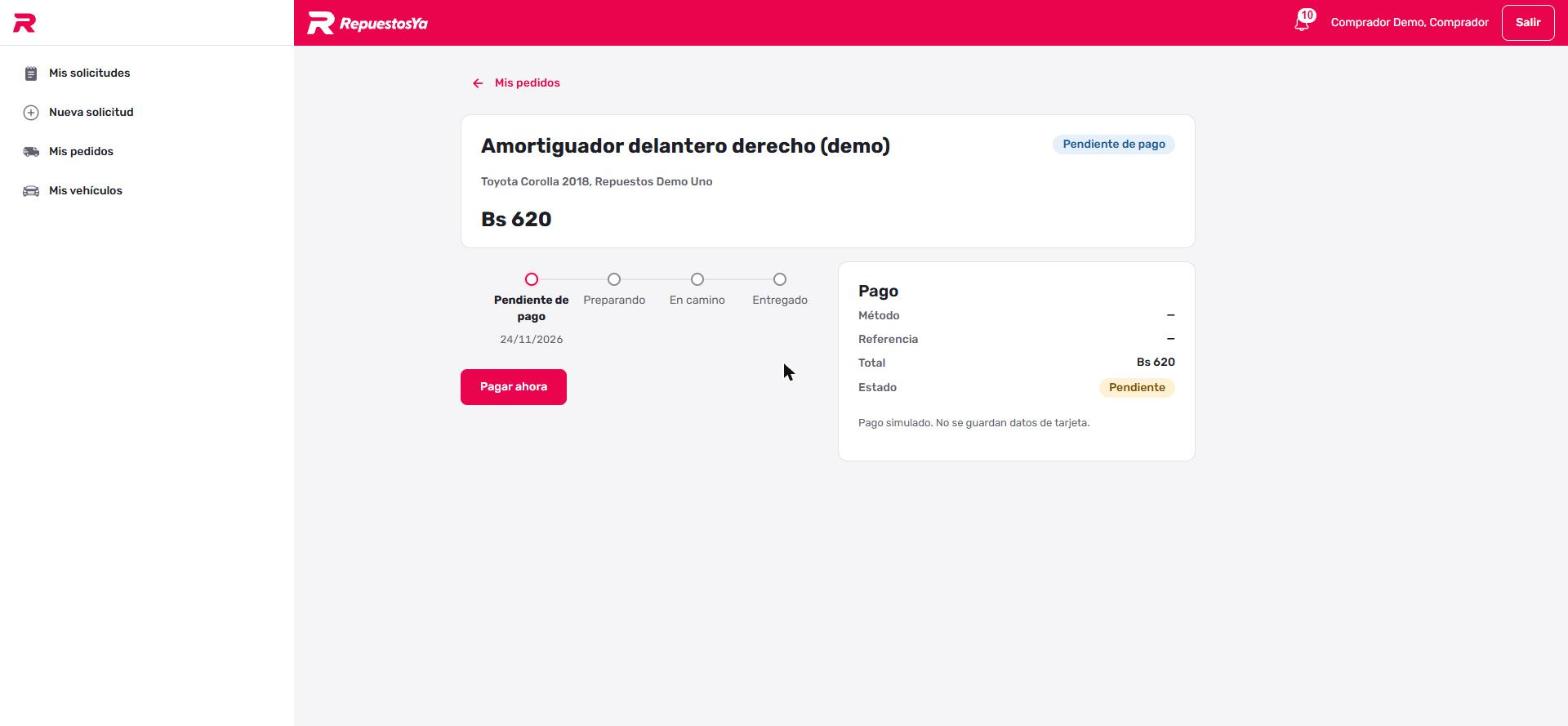 RepuestosYa
10
Comprador Demo, Comprador
Salir
Mis solicitudes
Nueva solicitud
Mis pedidos
Mis vehículos
← Mis pedidos
Amortiguador delantero derecho (demo)
Pendiente de pago
Toyota Corolla 2018, Repuestos Demo Uno
Bs 620
Pendiente de
pago
24/11/2026
Preparando
En camino
Entregado
Pagar ahora
Pago
Método –
Referencia –
Total Bs 620
Estado Pendiente
Pago simulado. No se guardan datos de tarjeta.